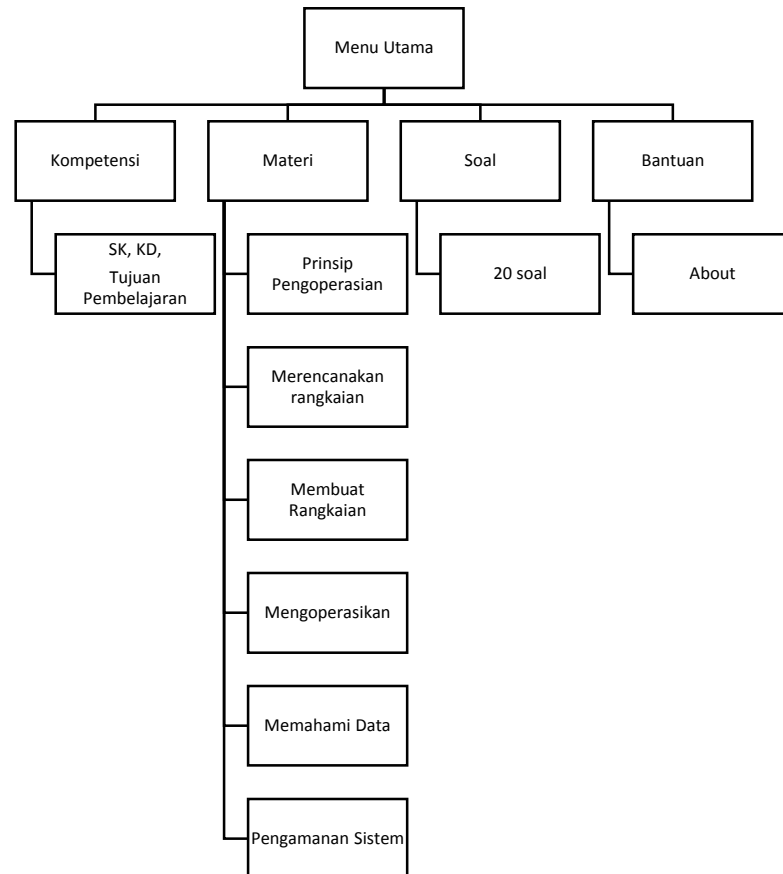 Menu Utama
Kompetensi
Materi
Soal
Bantuan
SK, KD,
Tujuan
Pembelajaran
Prinsip
Pengoperasian
20 soal
About
Merencanakan
rangkaian
Membuat
Rangkaian
Mengoperasikan
Memahami Data
Pengamanan Sistem